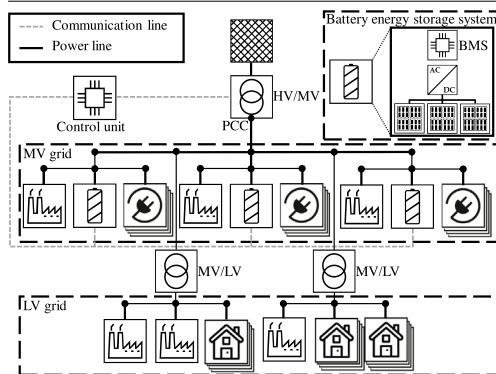 Communication line
Power line
Battery energy storage system
BMS
AC
DC
HV/MV
Control unit
PCC
MV grid
MV/LV
MV/LV
LV grid